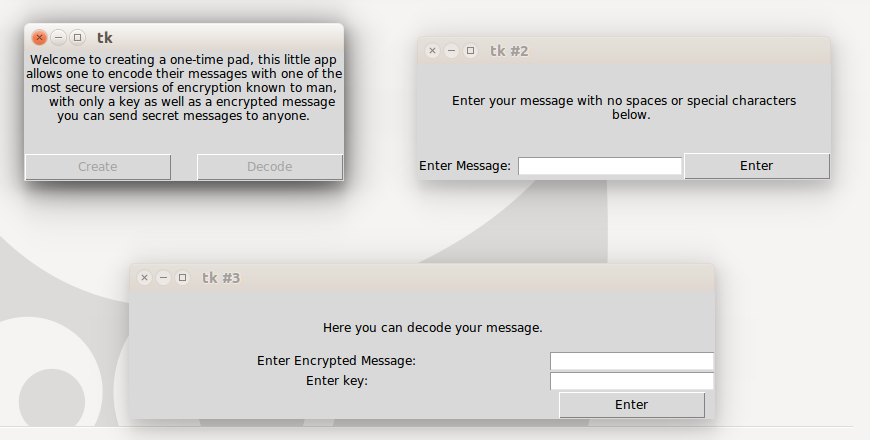 tk
Welcome to creating a one-time pad, this little app
allows one to encode their messages with one of the
most secure versions of encryption known to man,
with only a key as well as a encrypted message
you can send secret messages to anyone.
Create
Decode
tk #2
Enter your message with no spaces or special characters
below.
Enter Message:
Enter
tk #3
Here you can decode your message.
Enter Encrypted Message:
Enter key:
Enter